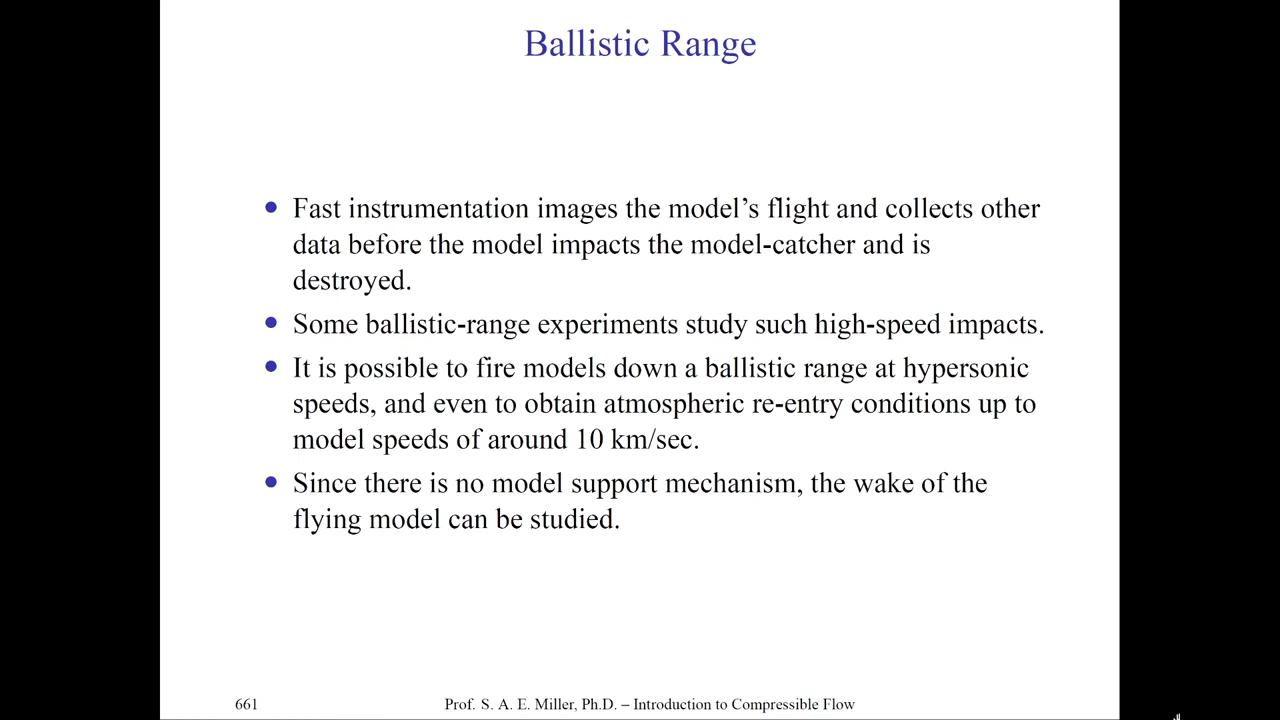 Ballistic Range
• Fast instrumentation images the model’s flight and collects other
data before the model impacts the model-catcher and is
destroyed.
• Some ballistic-range experiments study such high-speed impacts.
• It is possible to fire models down a ballistic range at hypersonic
speeds, and even to obtain atmospheric re-entry conditions up to
model speeds of around 10 km/sec.
• Since there is no model support mechanism, the wake of the
flying model can be studied.
661 Prof. S. A. E. Miller, Ph.D. – Introduction to Compressible Flow